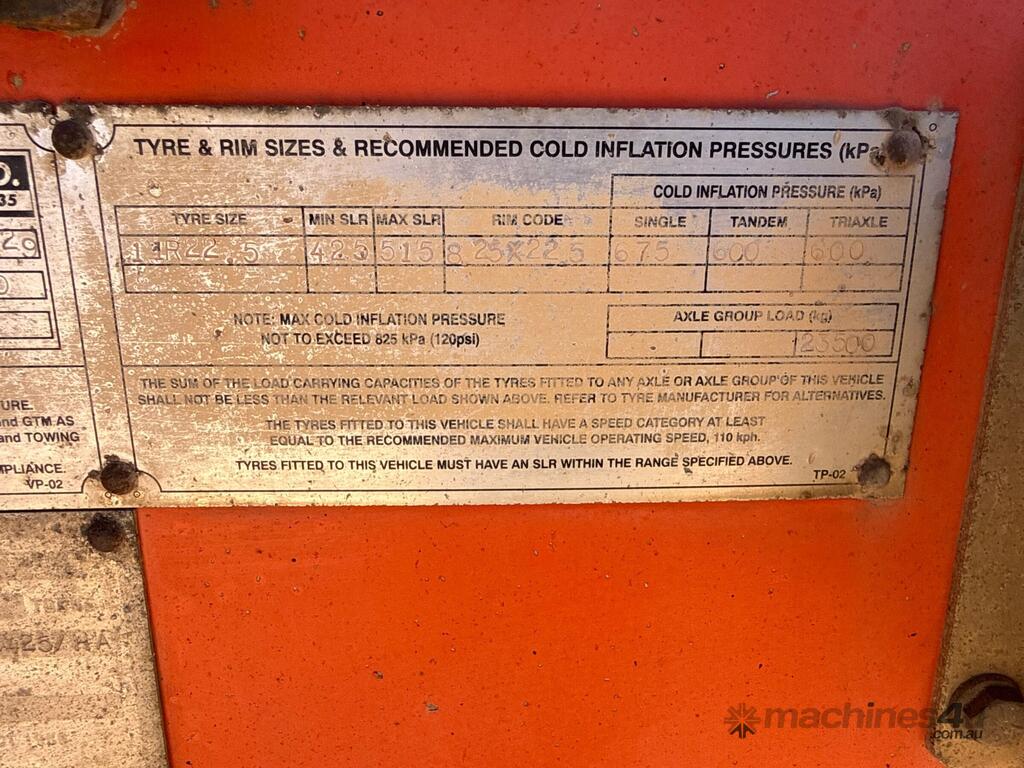 TYRE & RIM SIZES & RECOMMENDED COLD INFLATION PRESSURES (kPa
COLD INFLATION PRESSURE (kPa)
TYRE SIZE MIN SLR MAX SLR RIM CODE SINGLE TANDEM TRIAXLE
11R22.5 425 515 8.25X22.5 675 600 600
NOTE: MAX COLD INFLATION PRESSURE
NOT TO EXCEED 825 kPa (120psi)
AXLE GROUP LOAD (kg)
23500
THE SUM OF THE LOAD CARRYING CAPACITIES OF THE TYRES FITTED TO ANY AXLE OR AXLE GROUP OF THIS VEHICLE
SHALL NOT BE LESS THAN THE RELEVANT LOAD SHOWN ABOVE. REFER TO TYRE MANUFACTURER FOR ALTERNATIVES.
THE TYRES FITTED TO THIS VEHICLE SHALL HAVE A SPEED CATEGORY AT LEAST
EQUAL TO THE RECOMMENDED MAXIMUM VEHICLE OPERATING SPEED, 110 kph.
TYRES FITTED TO THIS VEHICLE MUST HAVE AN SLR WITHIN THE RANGE SPECIFIED ABOVE.
TP-02
O.
35
20
0
URE.
and GTM AS
and TOWING
MPLIANCE.
VP-02
machines4u
.com.au